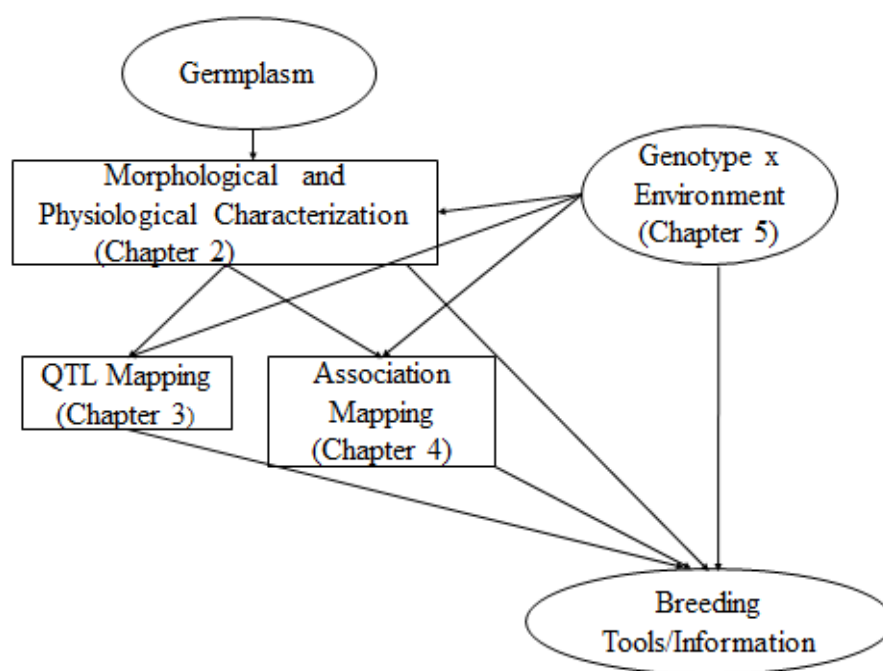 Germplasm
Morphological and
Physiological Characterization
(Chapter 2)
Genotype x
Environment
(Chapter 5)
QTL Mapping
(Chapter 3)
Association
Mapping
(Chapter 4)
Breeding
Tools/Information